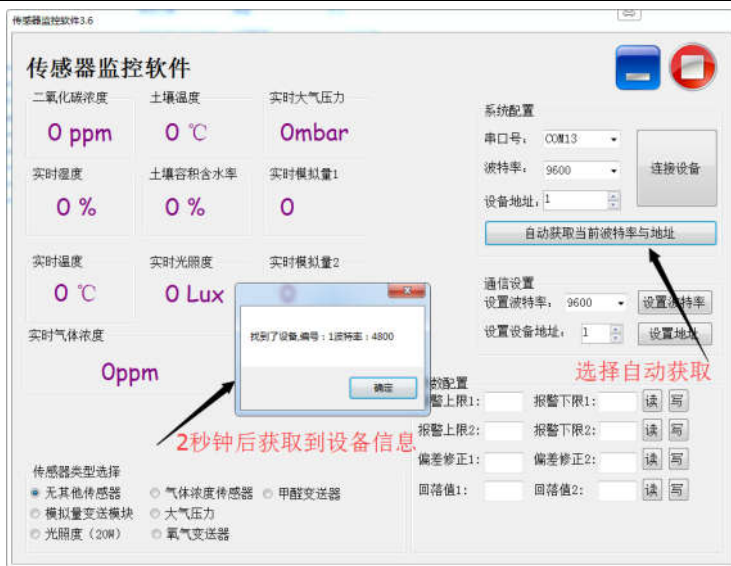 传感器监控软件3.6
传感器监控软件
二氧化碳浓度 土壤温度 实时大气压力
0 ppm 0 ℃ 0mbar
实时湿度 土壤容积含水率 实时模拟量1
0 % 0 % 0
实时温度 实时光照度 实时模拟量2
0 ℃ 0 Lux 0
实时气体浓度
0ppm
系统配置
串口号： COM13
波特率： 9600
设备地址： 1
连接设备
自动获取当前波特率与地址
通信设置
设置波特率： 9600 设置波特率
设置设备地址： 1 设置地址
选择自动获取
找到了设备,编号：1波特率：4800
确定
2秒钟后获取到设备信息
参数配置
报警上限1: 报警下限1: 读 写
报警上限2: 报警下限2: 读 写
偏差修正1: 偏差修正2: 读 写
回落值1: 回落值2: 读 写
传感器类型选择
无其他传感器 气体浓度传感器 甲醛变送器
模拟量变送模块 大气压力
光照度（20W） 氧气变送器